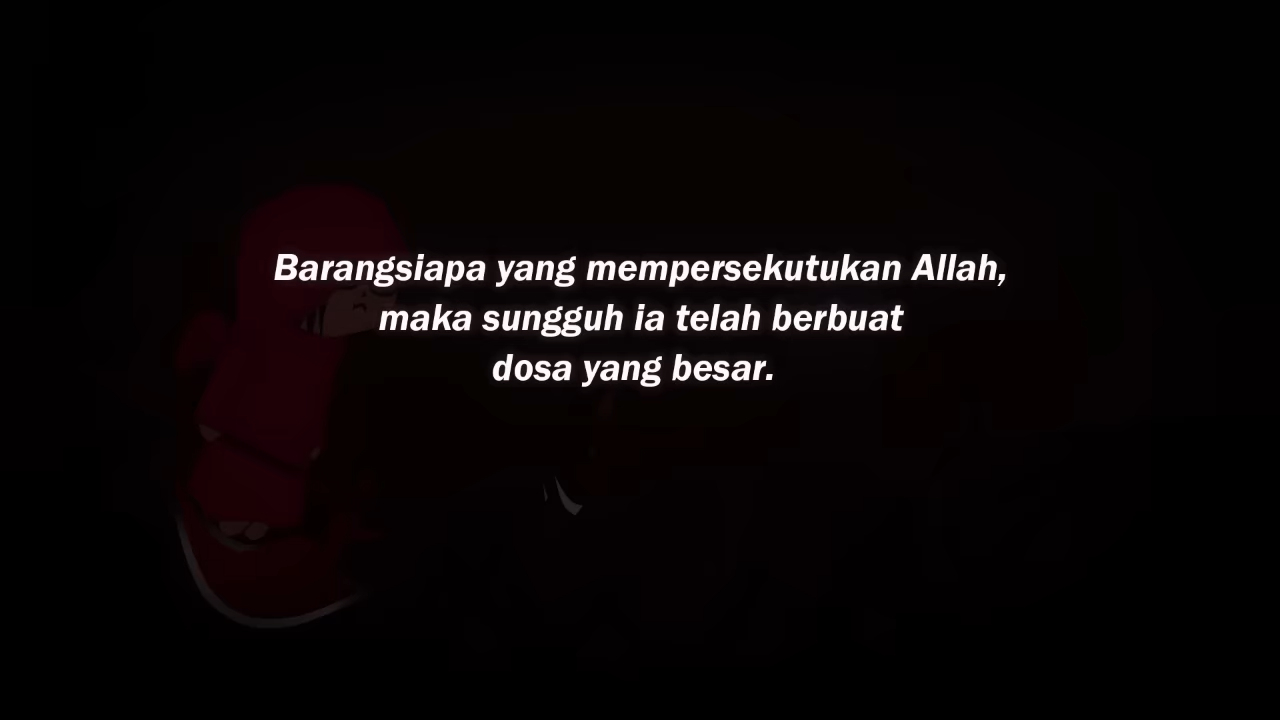 Barangsiapa yang mempersekutukan Allah,
maka sungguh ia telah berbuat
dosa yang besar.